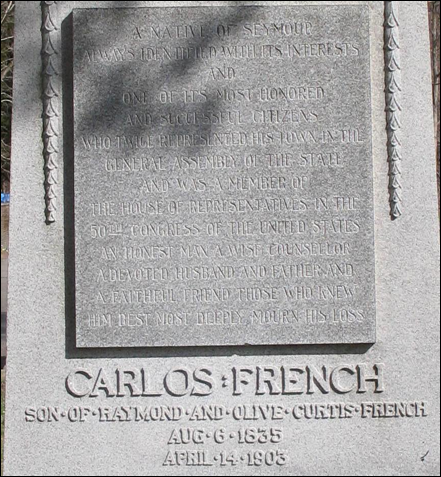 A NATIVE OF SEYMOUR
ALWAYS IDENTIFIED WITH ITS INTERESTS
AND
ONE OF ITS MOST HONORED
AND SUCCESSFUL CITIZENS
WHO TWICE REPRESENTED HIS TOWN IN THE
GENERAL ASSEMBLY OF THE STATE
AND WAS A MEMBER OF
THE HOUSE OF REPRESENTATIVES IN THE
50TH CONGRESS OF THE UNITED STATES
AN HONEST MAN A WISE COUNSELLOR
A DEVOTED HUSBAND AND FATHER AND
A FAITHFUL FRIEND THOSE WHO KNEW
HIM BEST MOST DEEPLY MOURN HIS LOSS
CARLOS·FRENCH
SON·OF·RAYMOND·AND·OLIVE·CURTIS·FRENCH
AUG·6·1835
APRIL·14·1903